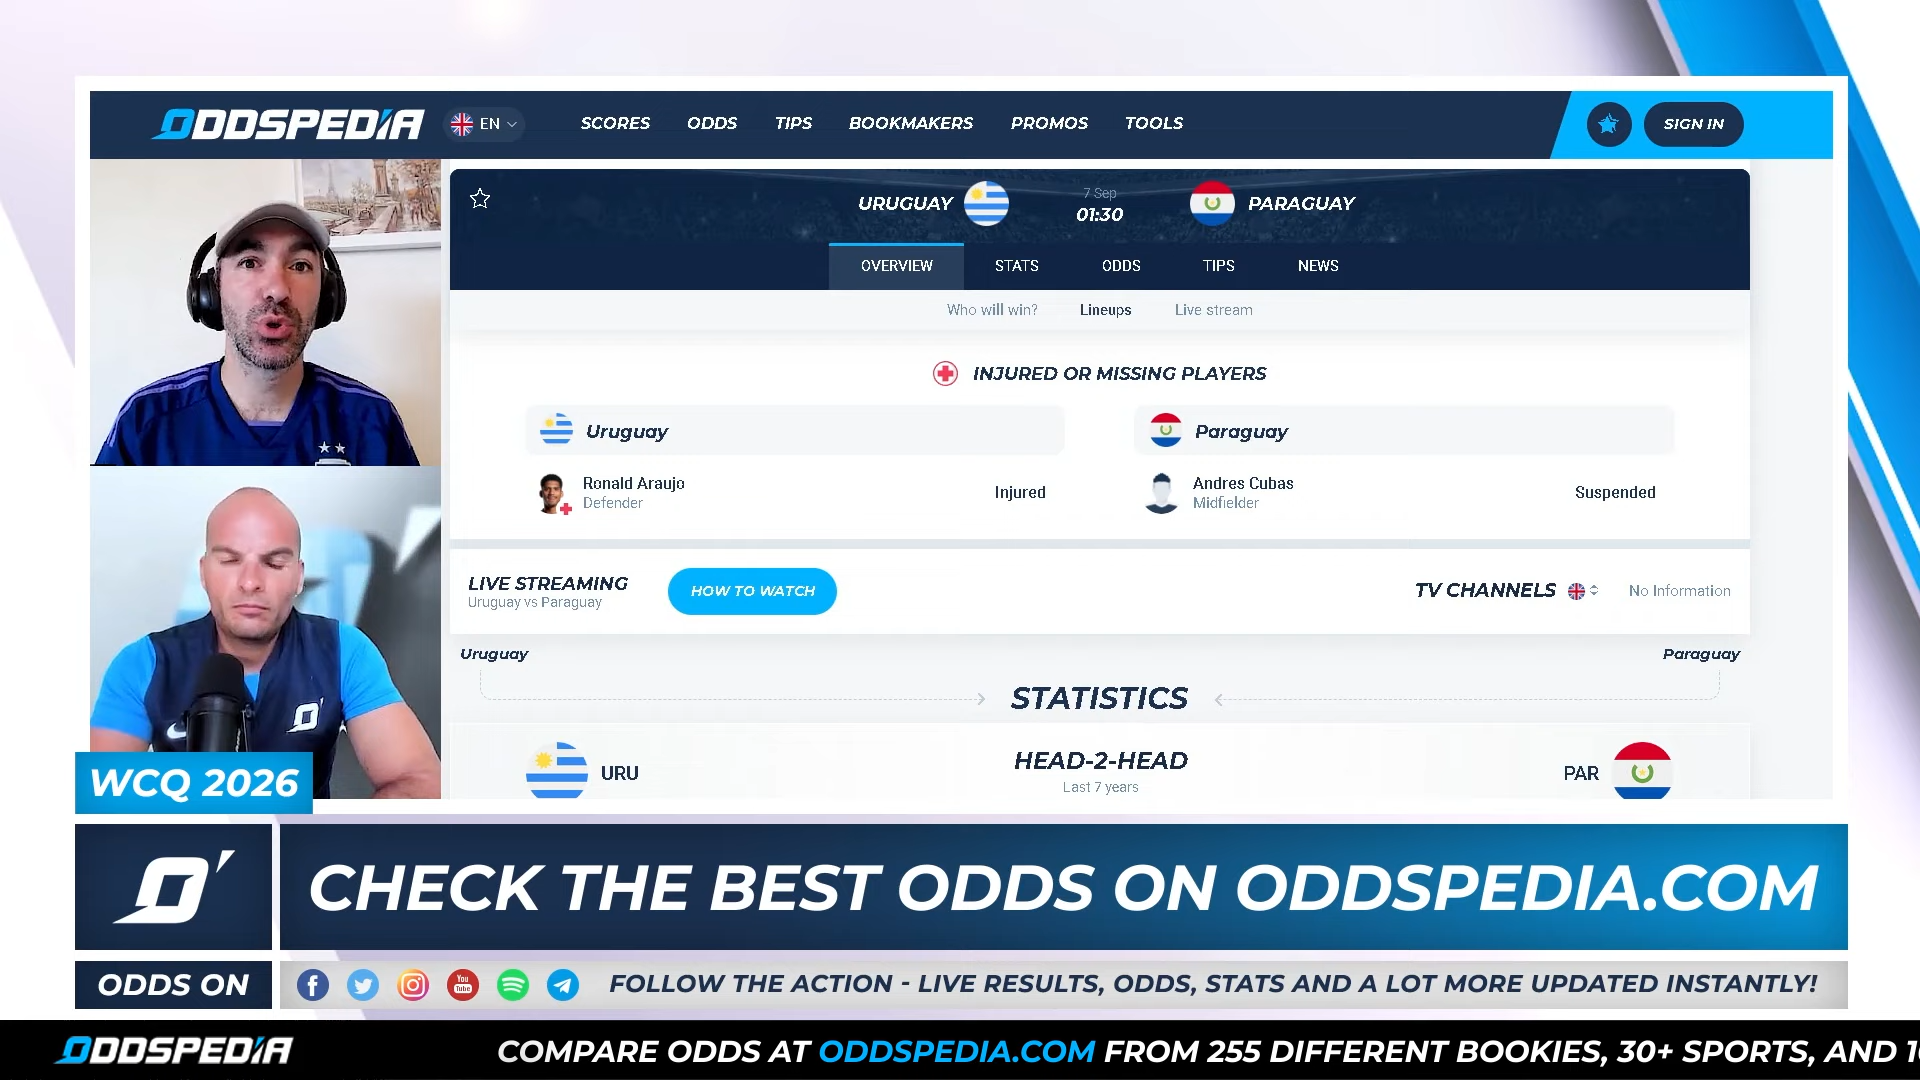 ODDSPEDIA
EN
SCORES
ODDS
TIPS
BOOKMAKERS
PROMOS
TOOLS
SIGN IN
URUGUAY
7 Sep
01:30
PARAGUAY
OVERVIEW
STATS
ODDS
TIPS
NEWS
Who will win?
Lineups
Live stream
INJURED OR MISSING PLAYERS
Uruguay
Paraguay
Ronald Araujo
Defender
Injured
Andres Cubas
Midfielder
Suspended
LIVE STREAMING
Uruguay vs Paraguay
HOW TO WATCH
TV CHANNELS
No Information
Uruguay
Paraguay
STATISTICS
URU
HEAD-2-HEAD
Last 7 years
PAR
WCQ 2026
CHECK THE BEST ODDS ON ODDSPEDIA.COM
ODDS ON
You
Tube
FOLLOW THE ACTION - LIVE RESULTS, ODDS, STATS AND A LOT MORE UPDATED INSTANTLY!
ODDSPEDIA
COMPARE ODDS AT ODDSPEDIA.COM FROM 255 DIFFERENT BOOKIES, 30+ SPORTS, AND